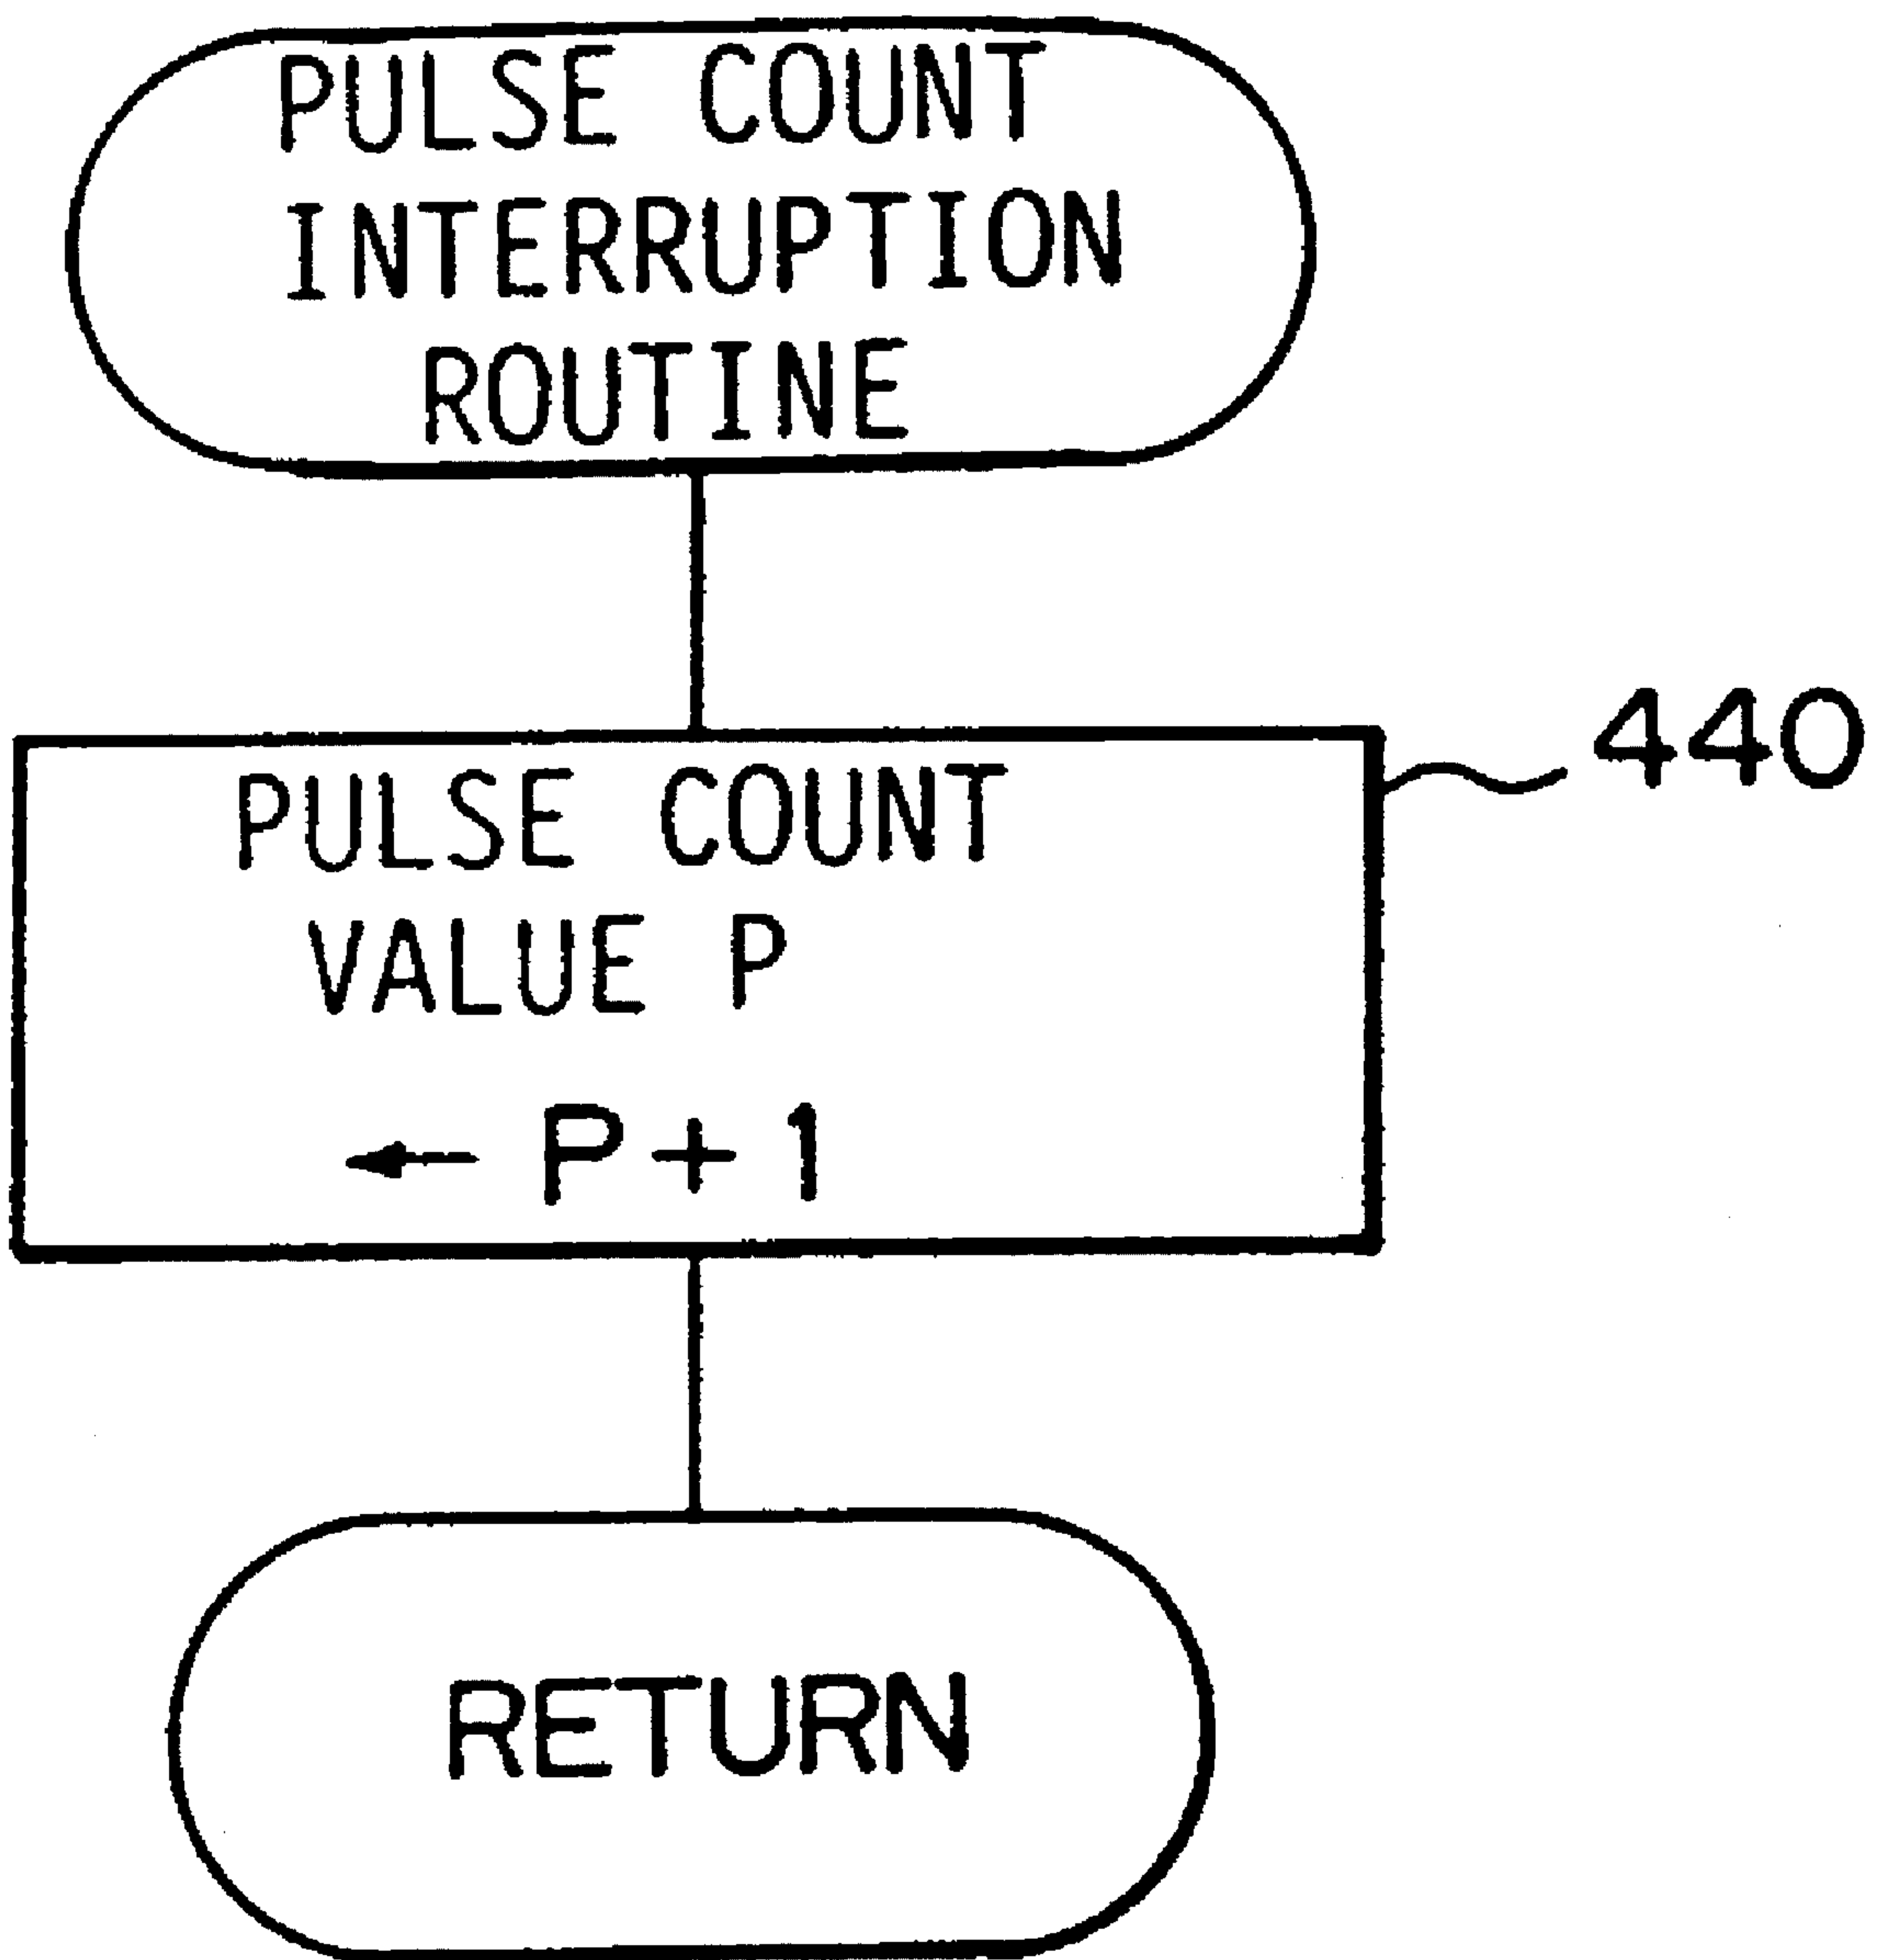 PULSE COUNT
INTERRUPTION
ROUTINE
440
PULSE COUNT
VALUE P
← P+1
RETURN